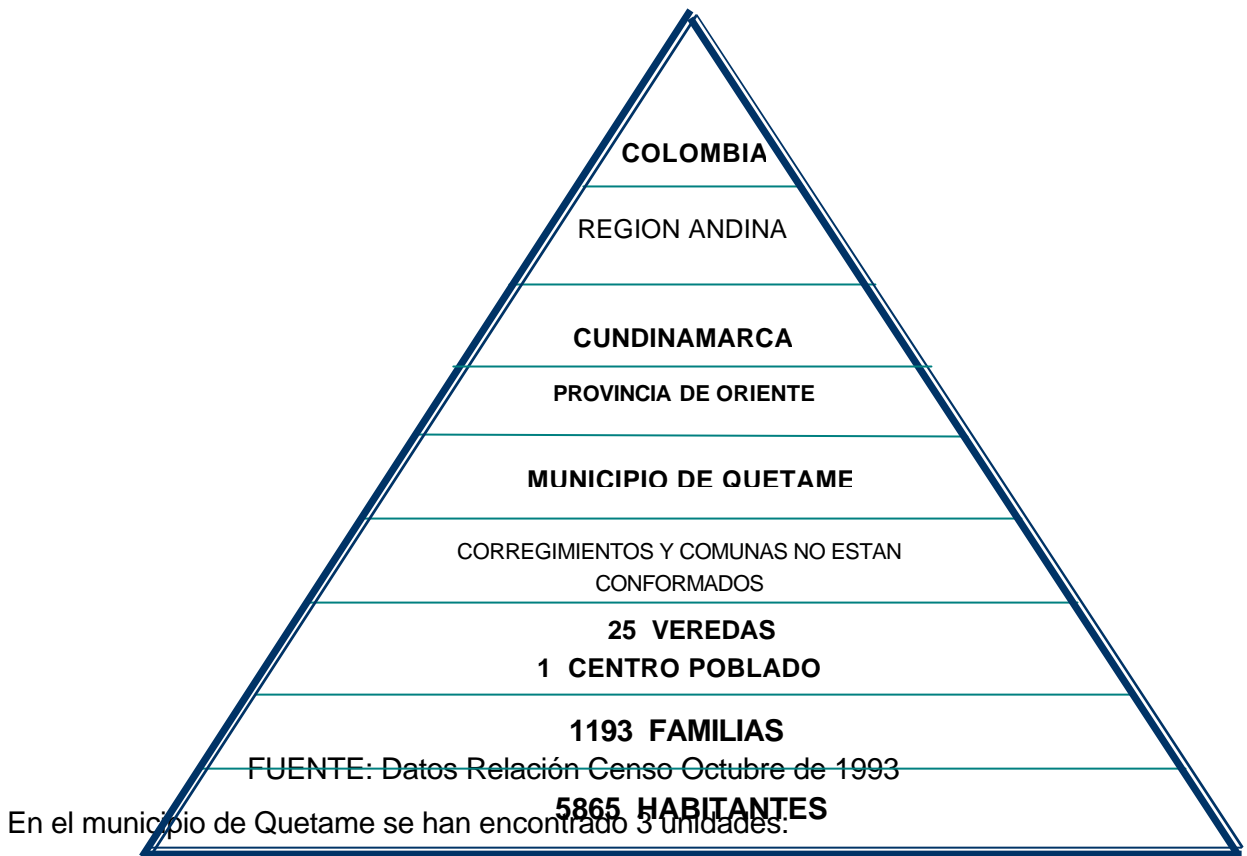 COLOMBIA
REGION ANDINA
CUNDINAMARCA
PROVINCIA DE ORIENTE
MUNICIPIO DE QUETAME
CORREGIMIENTOS Y COMUNAS NO ESTAN
CONFORMADOS
25 VEREDAS
1 CENTRO POBLADO
1193 FAMILIAS
FUENTE: Datos Relación Censo Octubre de 1993
5865 HABITANTES
En el municipio de Quetame se han encontrado 3 unidades: